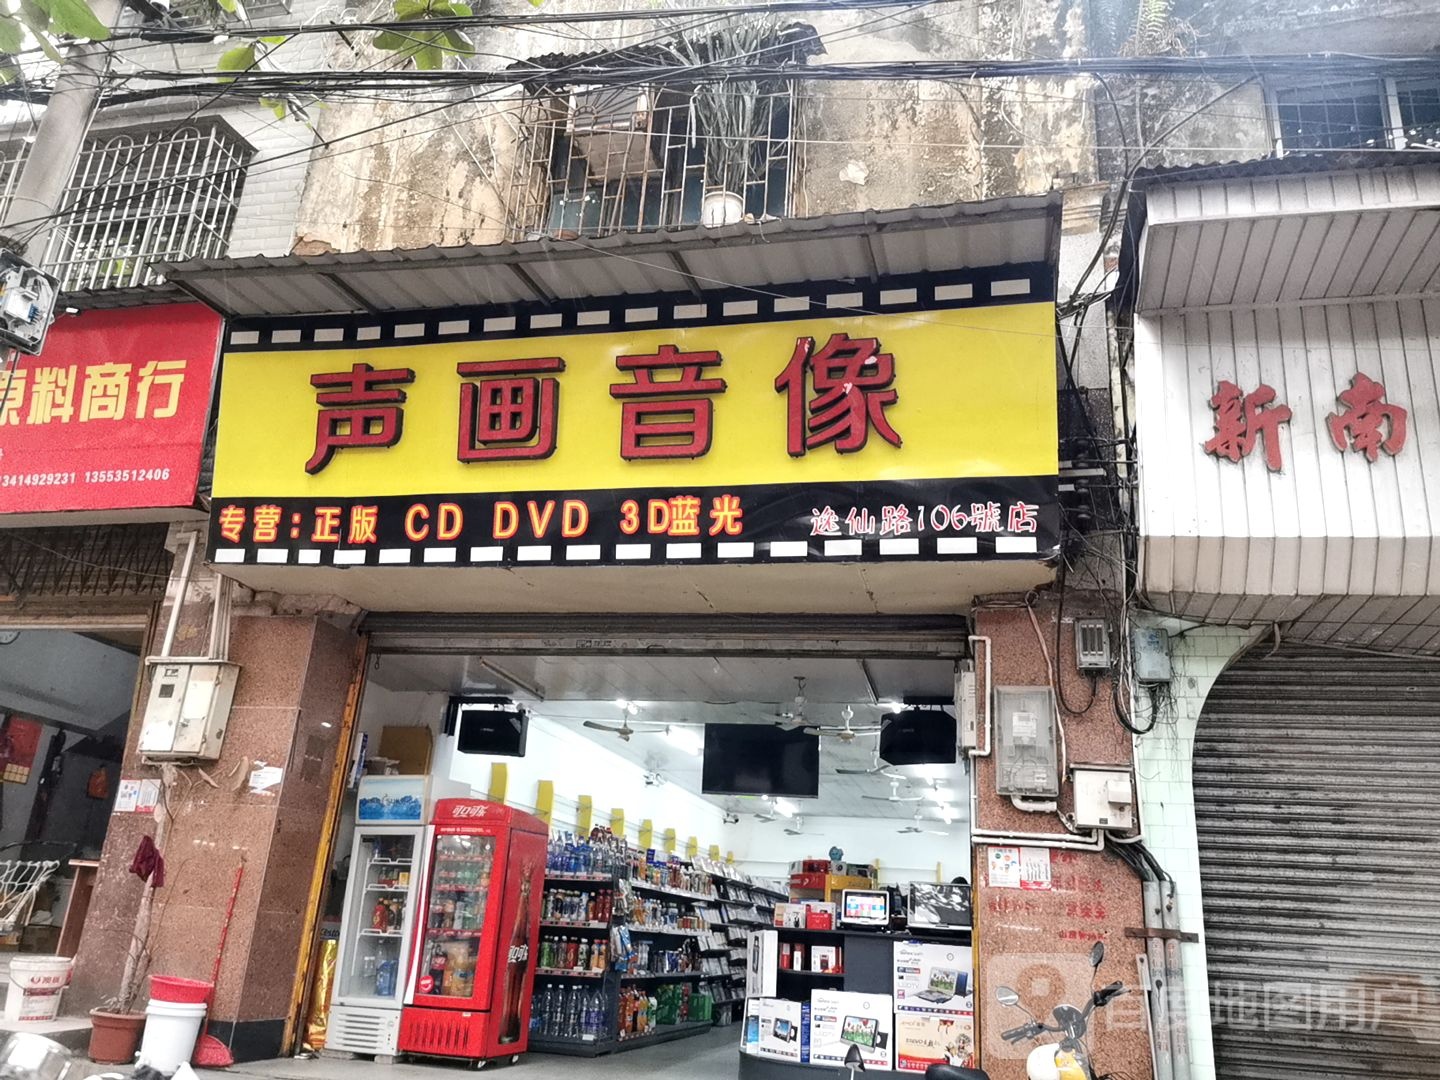 声画音像
专营：正版 CD DVD 3D蓝光
逸仙路106號店
原料商行
13553512406
新南
可口可乐
百度地图用户